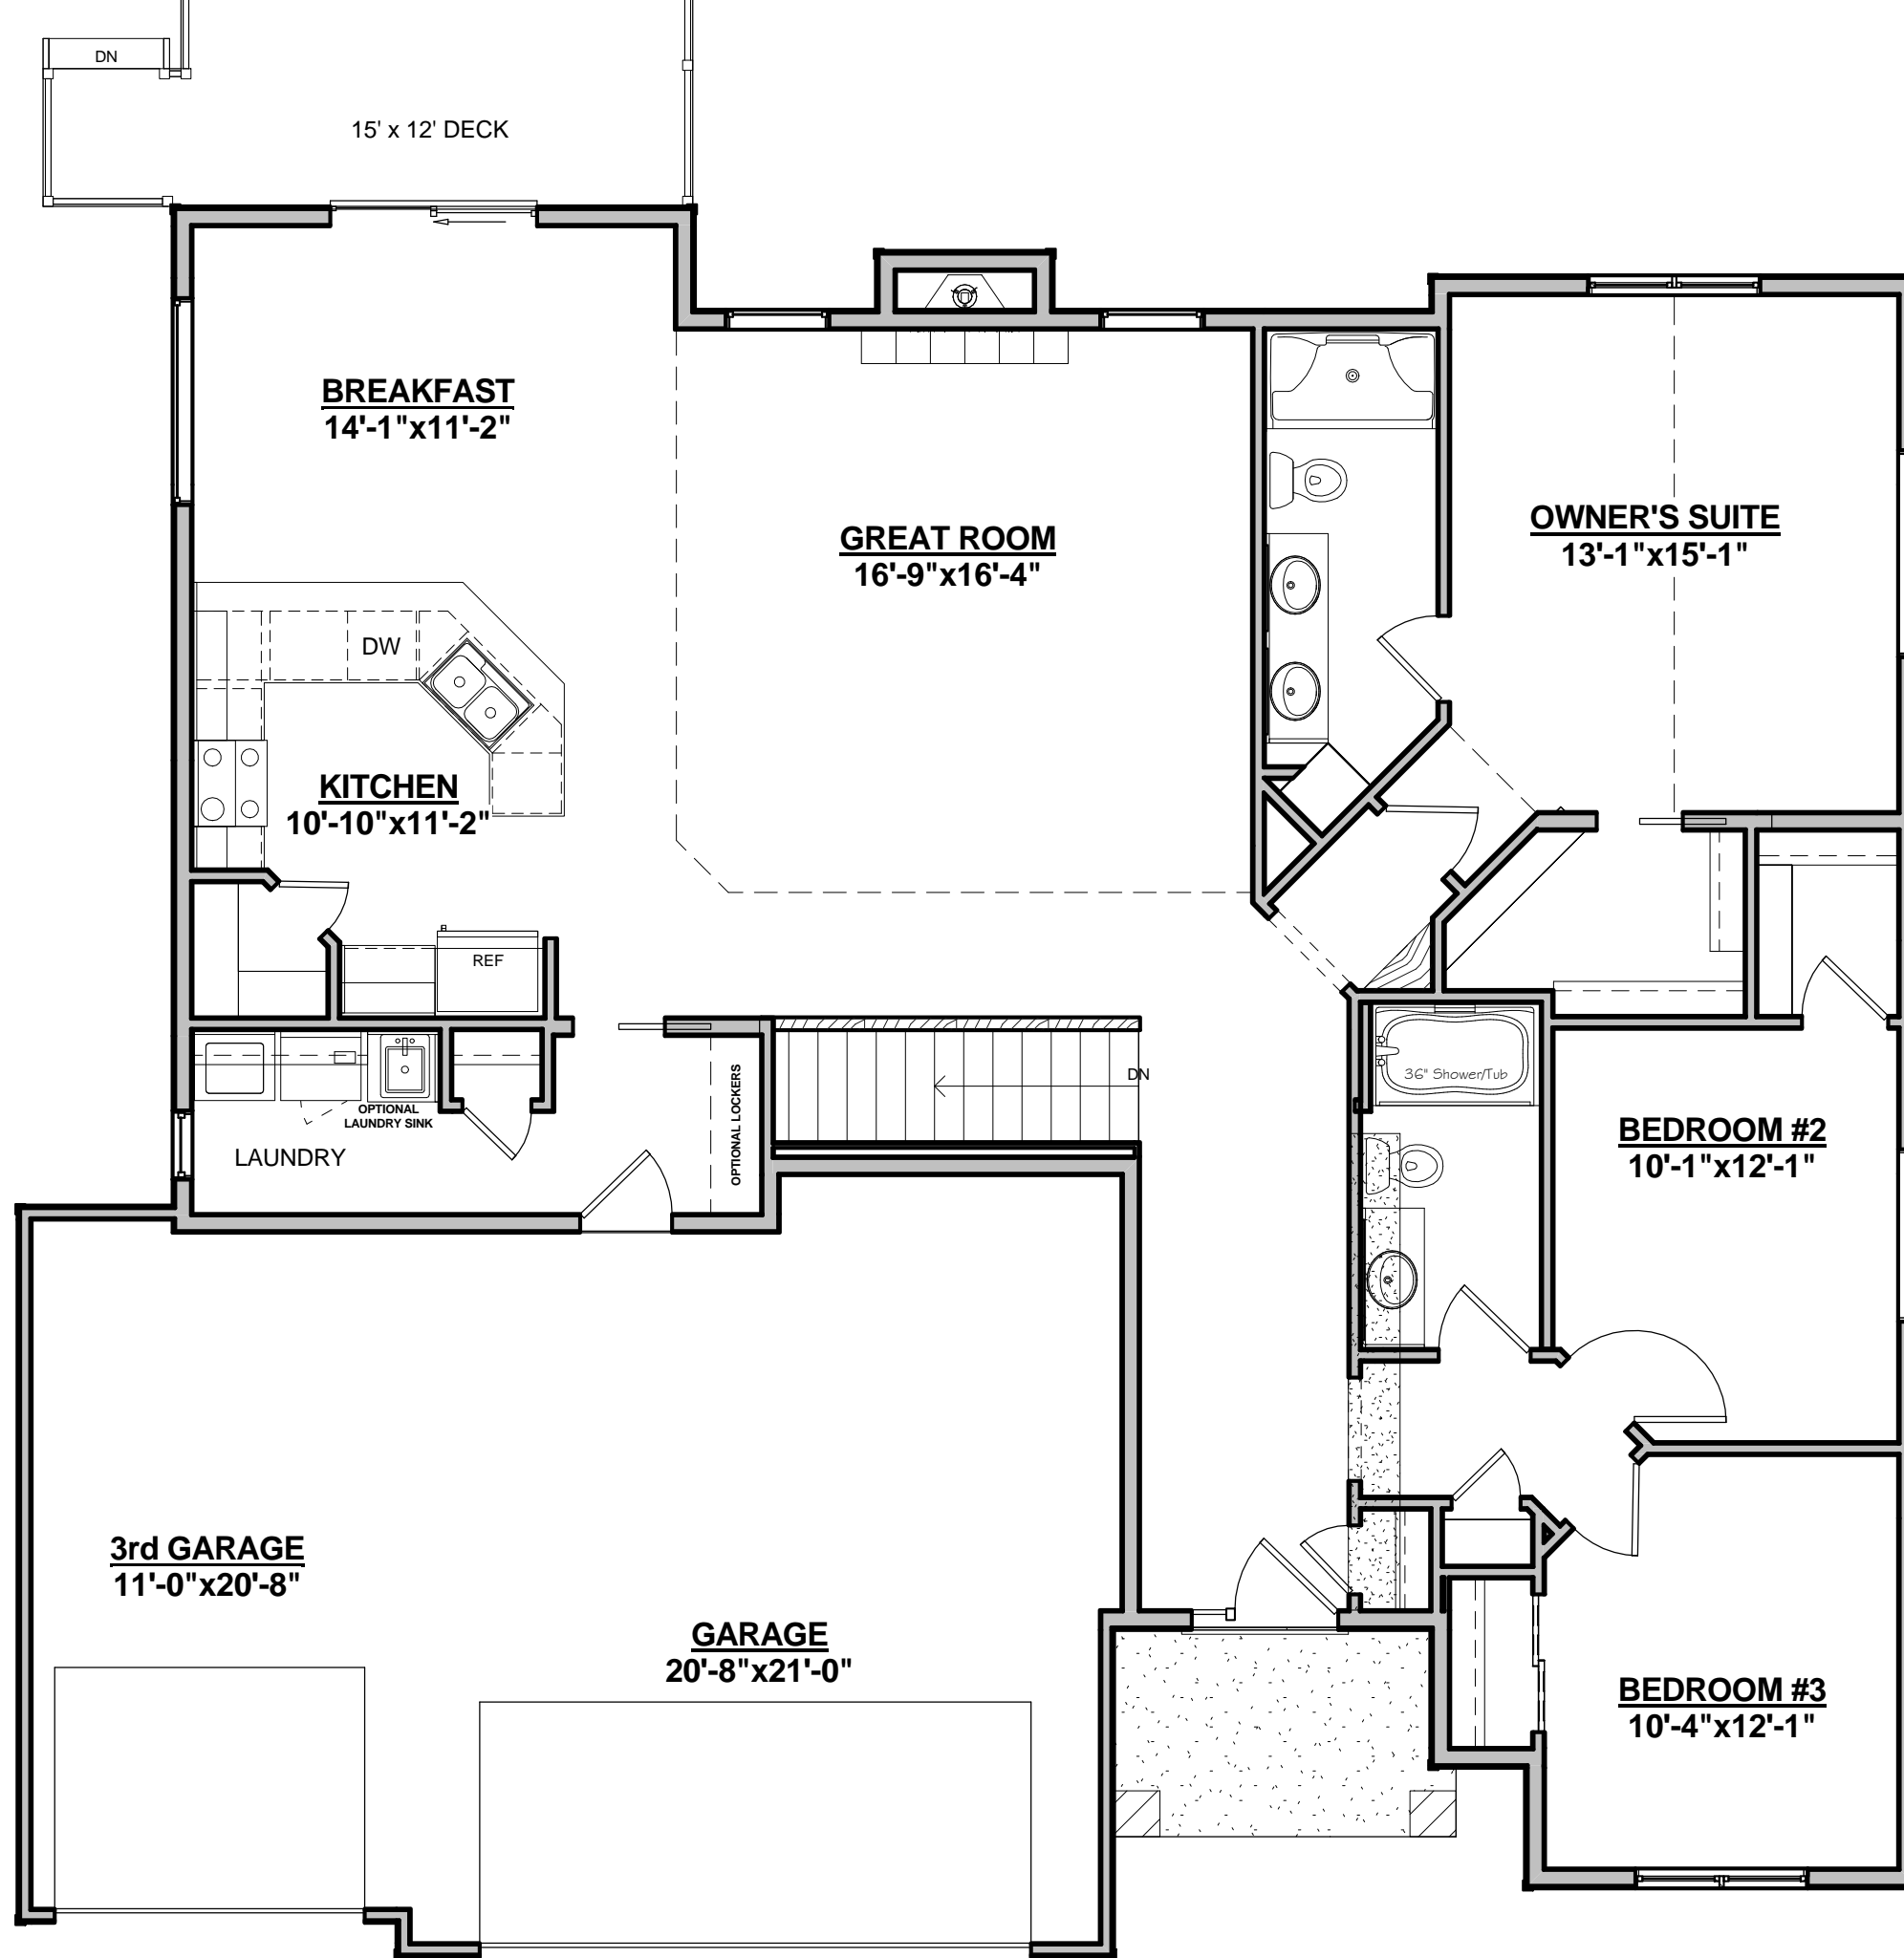 DN
15' x 12' DECK
BREAKFAST
14'-1"x11'-2"
GREAT ROOM
16'-9"x16'-4"
OWNER'S SUITE
13'-1"x15'-1"
DW
KITCHEN
10'-10"x11'-2"
REF
OPTIONAL
LAUNDRY SINK
LAUNDRY
OPTIONAL LOCKERS
DN
36" Shower/Tub
BEDROOM #2
10'-1"x12'-1"
3rd GARAGE
11'-0"x20'-8"
GARAGE
20'-8"x21'-0"
BEDROOM #3
10'-4"x12'-1"